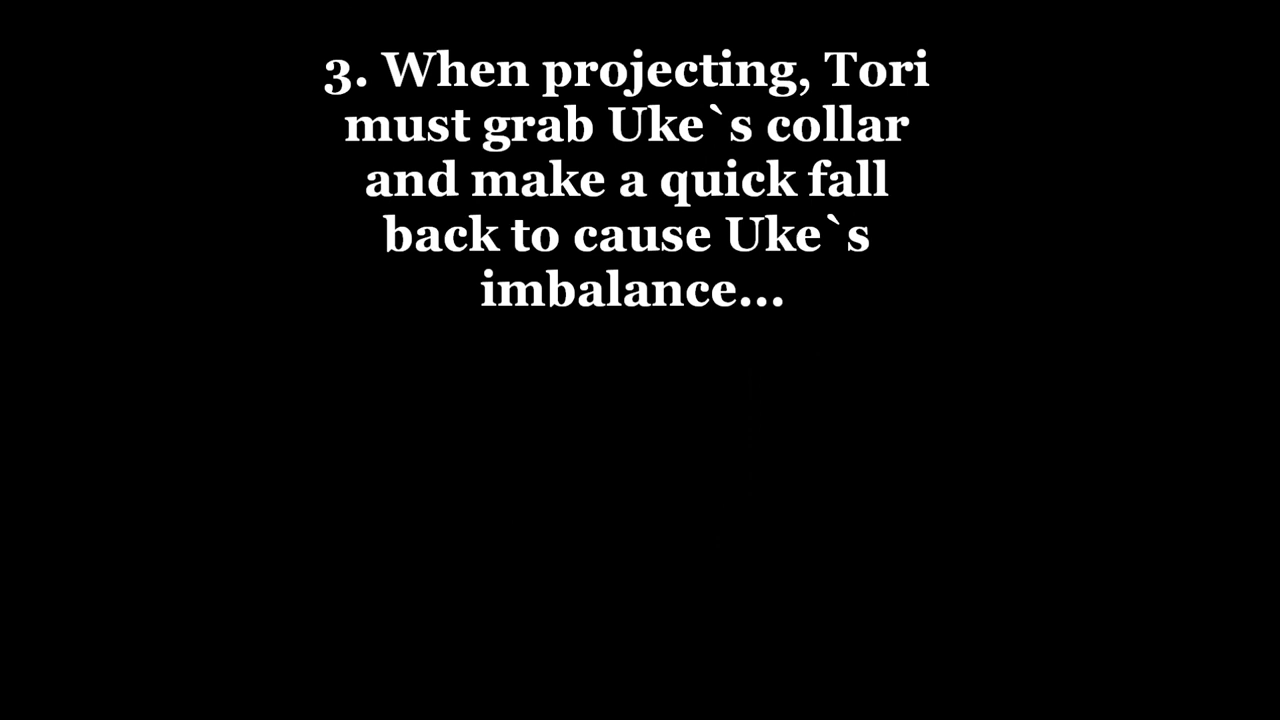 3. When projecting, Tori
must grab Uke`s collar
and make a quick fall
back to cause Uke`s
imbalance...